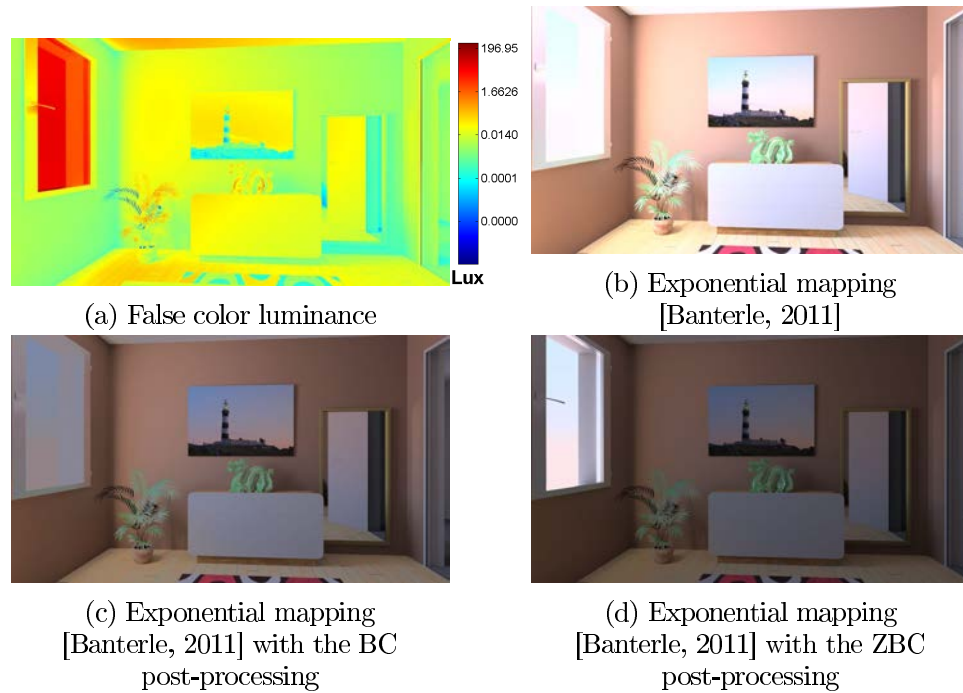 196.95
1.6626
0.0140
0.0001
0.0000
Lux
(a) False color luminance
(b) Exponential mapping
[Banterle, 2011]
(c) Exponential mapping
[Banterle, 2011] with the BC
post-processing
(d) Exponential mapping
[Banterle, 2011] with the ZBC
post-processing